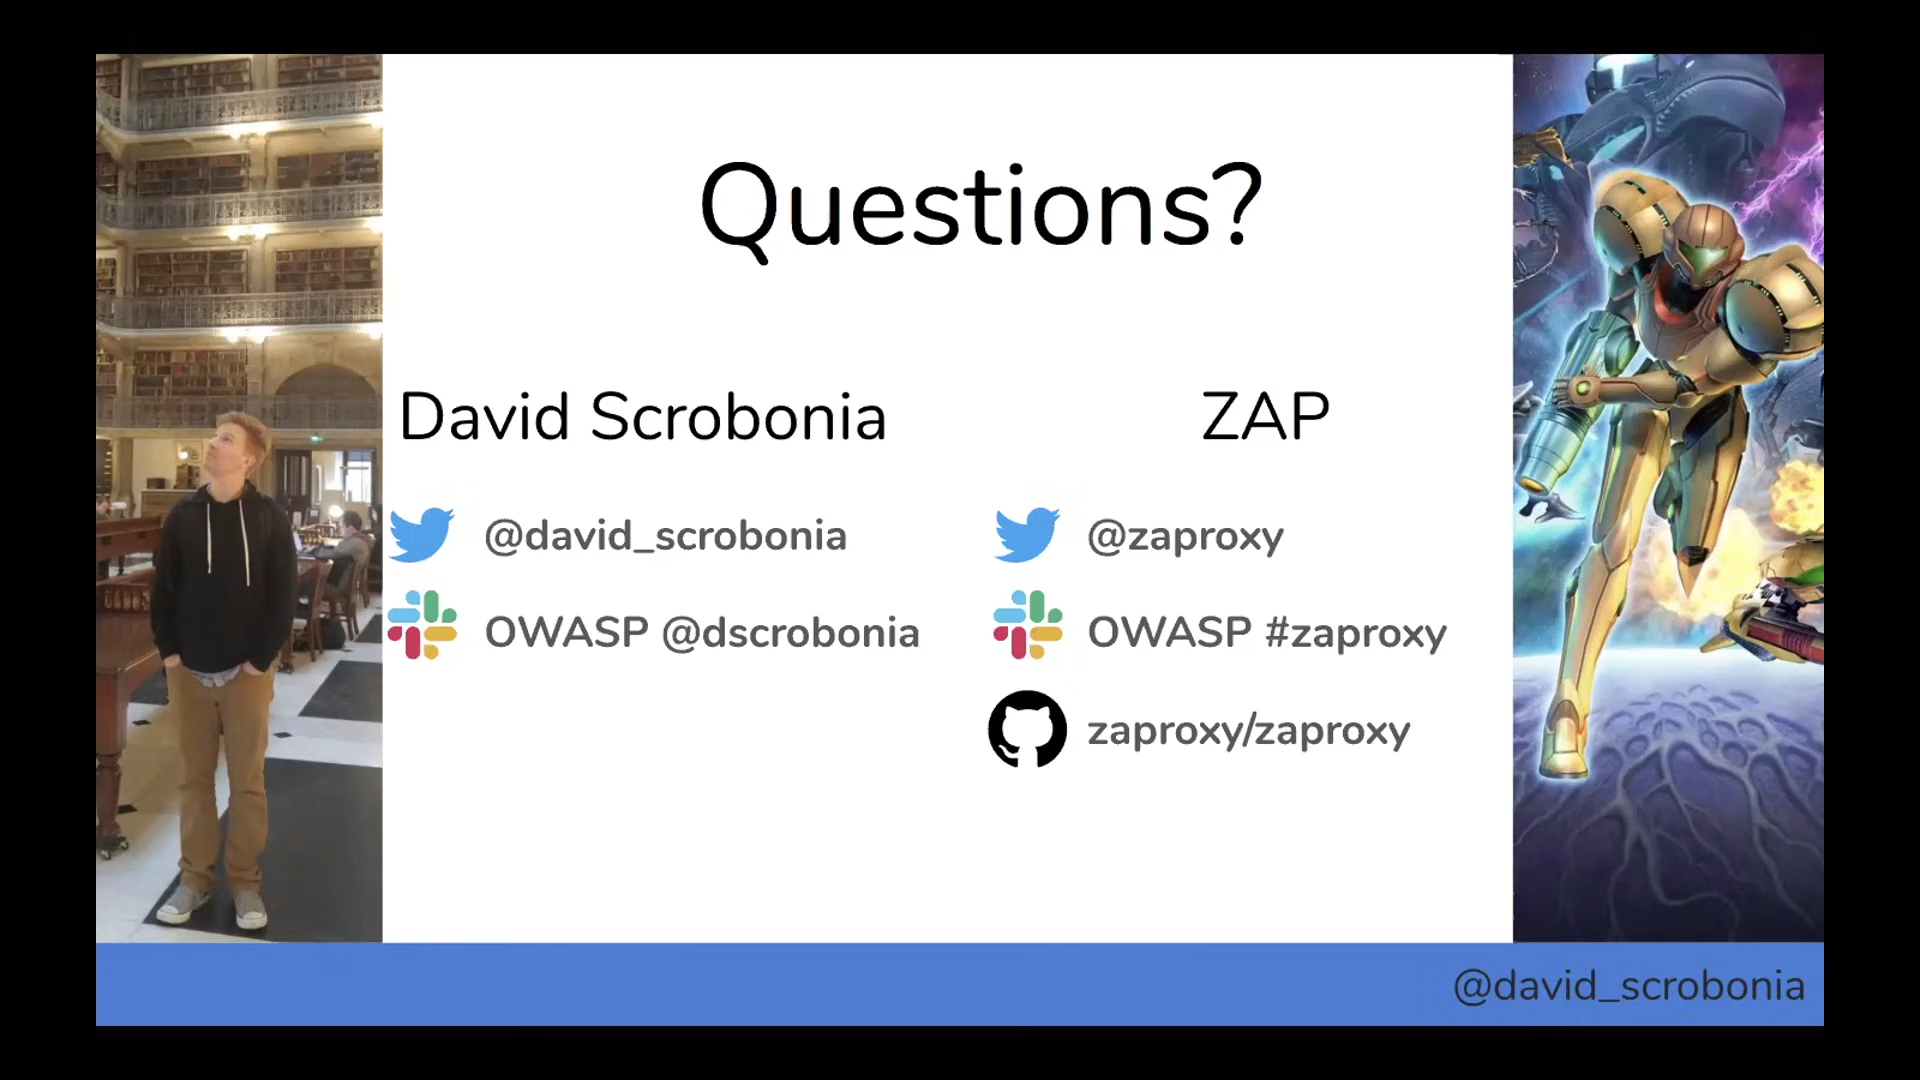 Questions?
David Scrobonia
@david_scrobonia
OWASP @dscrobonia
ZAP
@zaproxy
OWASP #zaproxy
zaproxy/zaproxy
@david_scrobonia